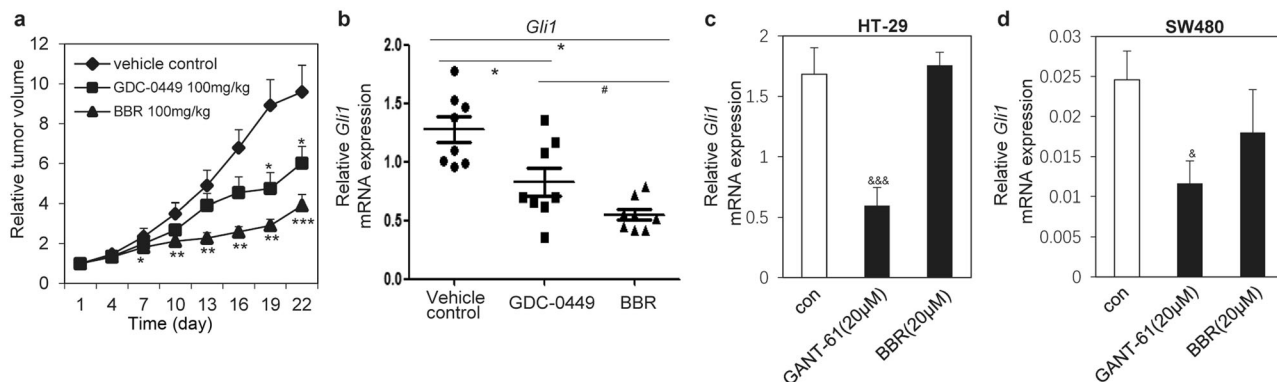 a
Relative tumor volume
12
10
8
6
4
2
0
vehicle control
GDC-0449 100mg/kg
BBR 100mg/kg
*
*
*
**
**
**
**
***
1 4 7 10 13 16 19 22
Time (day)
b
Gli1
*
*
#
Relative Gli1
mRNA expression
2.0
1.5
1.0
0.5
0.0
Vehicle
control
GDC-0449
BBR
c
HT-29
Relative Gli1
mRNA expression
2
1.5
1
0.5
0
&&&
con
GANT-61(20μM)
BBR(20μM)
d
SW480
Relative Gli1
mRNA expression
0.03
0.025
0.02
0.015
0.01
0.005
0
&
con
GANT-61(20μM)
BBR(20μM)